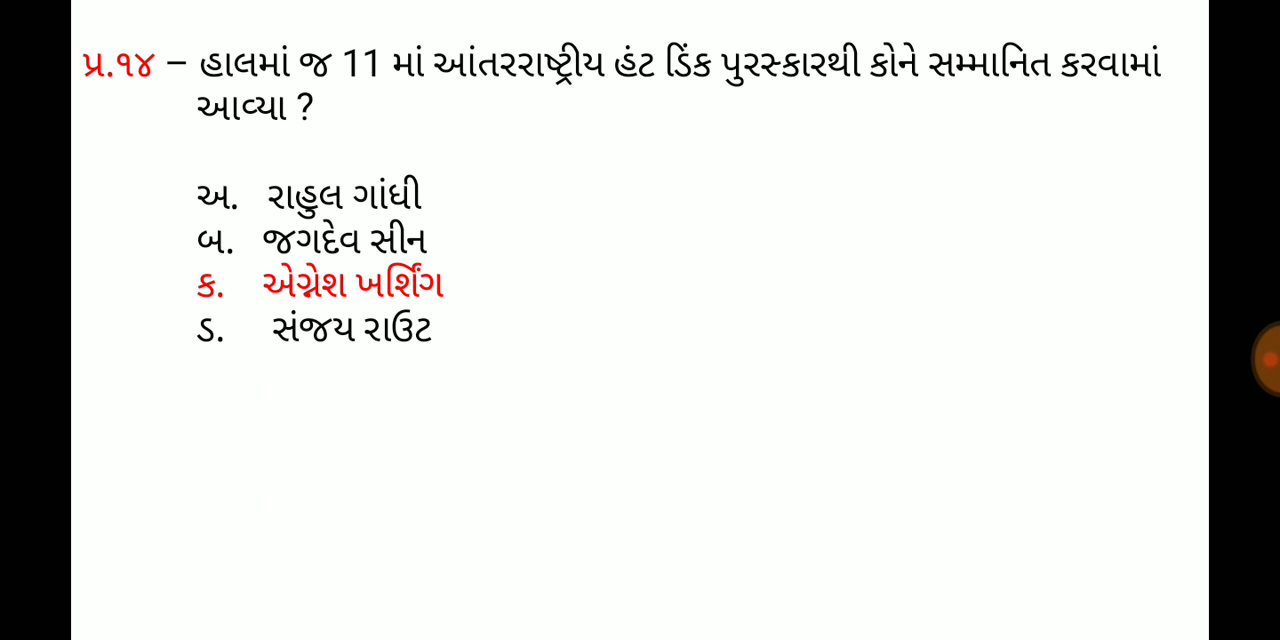 પ્ર.૧૪ – હાલમાં જ 11 માં આંતરરાષ્ટ્રીય હંટ ડિંક પુરસ્કારથી કોને સમ્માનિત કરવામાં
આવ્યા ?
અ. રાહુલ ગાંધી
બ. જગદેવ સીન
ક. એગ્નેશ ખર્શિંગ
ડ. સંજય રાઉટ